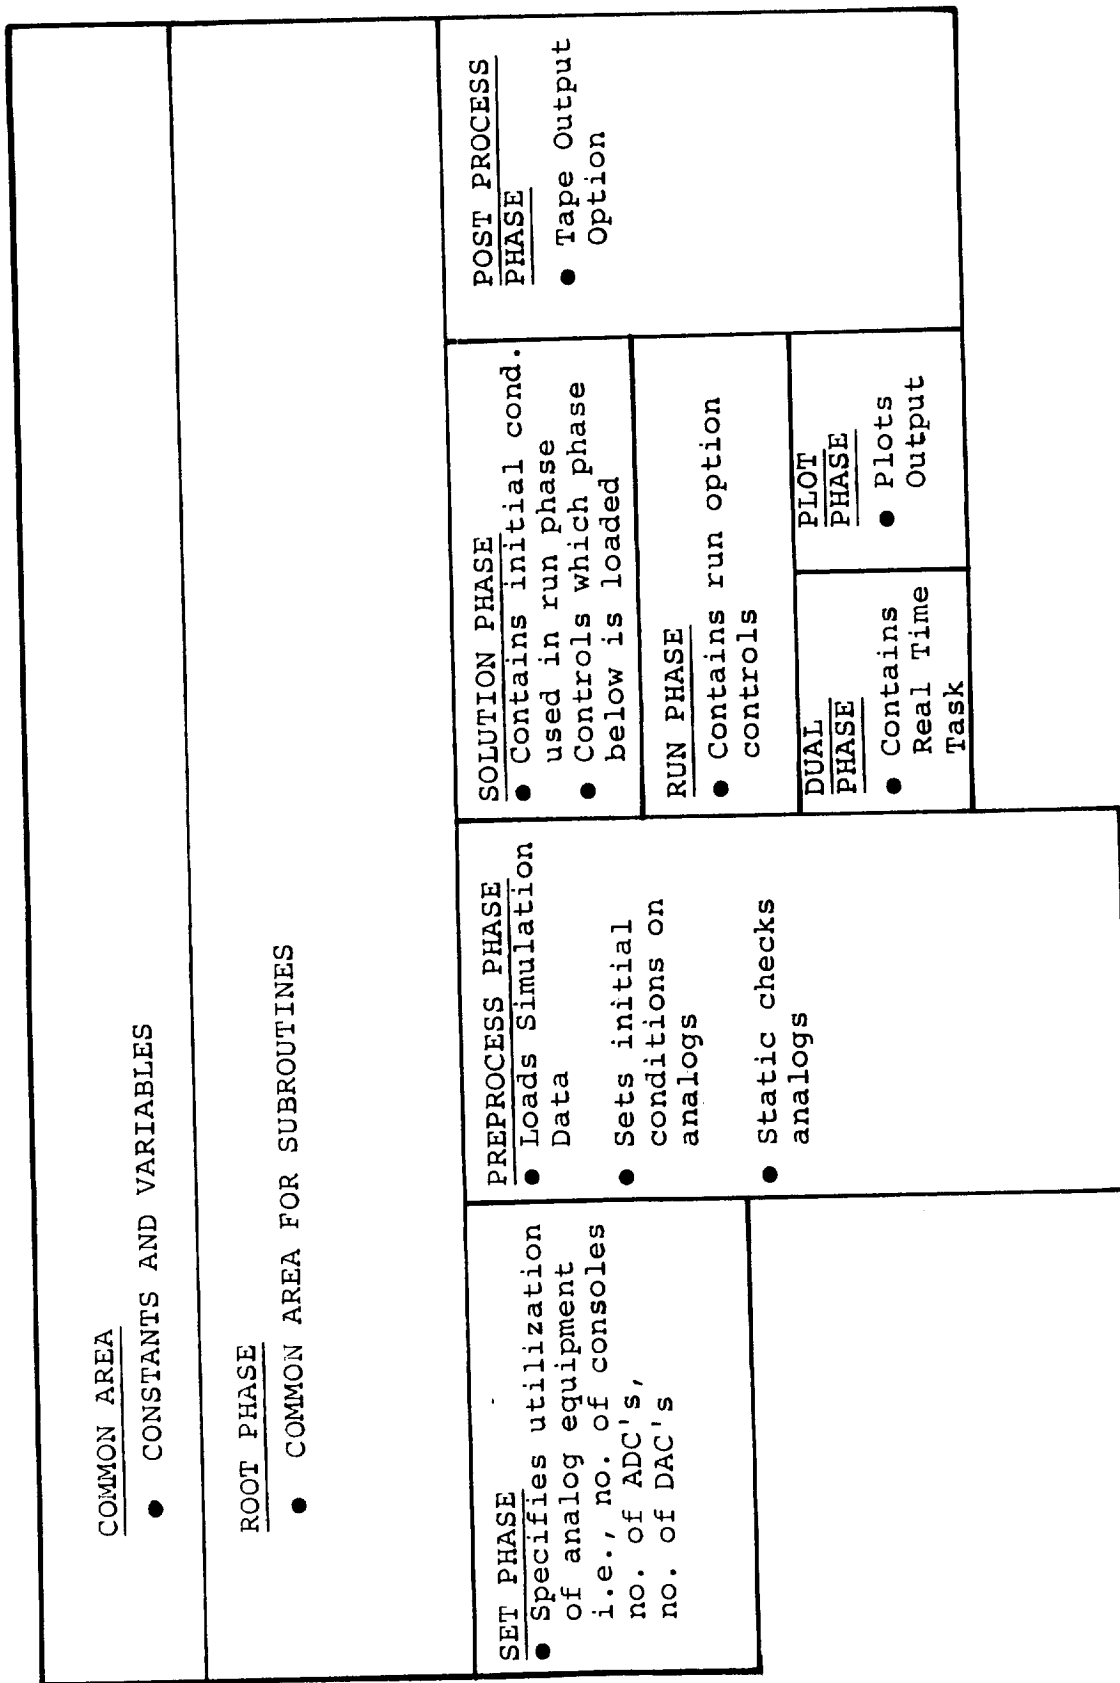 COMMON AREA
● CONSTANTS AND VARIABLES
ROOT PHASE
● COMMON AREA FOR SUBROUTINES
SET PHASE
● Specifies utilization
of analog equipment
i.e., no. of consoles
no. of ADC's,
no. of DAC's
PREPROCESS PHASE
● Loads Simulation
Data
● Sets initial
conditions on
analogs
● Static checks
analogs
SOLUTION PHASE
● Contains initial cond.
used in run phase
● Controls which phase
below is loaded
RUN PHASE
● Contains run option
controls
DUAL
PHASE
● Contains
Real Time
Task
PLOT
PHASE
● Plots
Output
POST PROCESS
PHASE
● Tape Output
Option